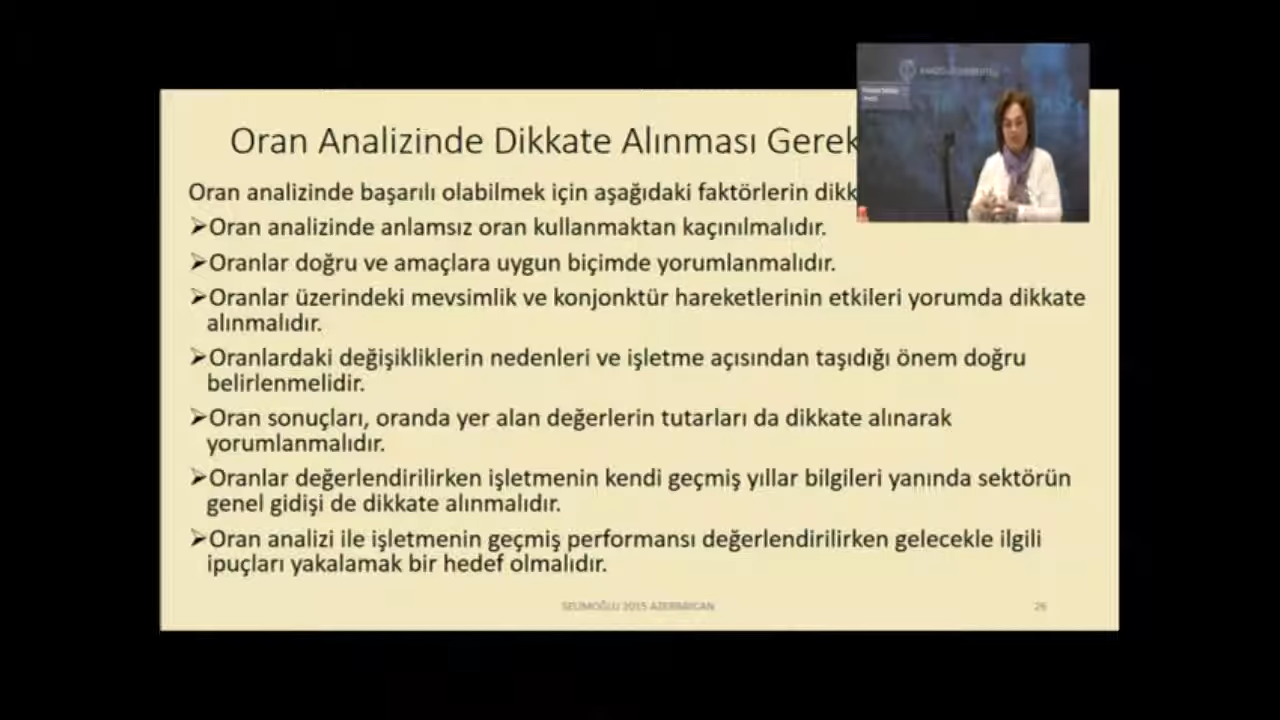 Oran Analizinde Dikkate Alınması Gerek
Oran analizinde başarılı olabilmek için aşağıdaki faktörlerin dikk
➢Oran analizinde anlamsız oran kullanmaktan kaçınılmalıdır.
➢Oranlar doğru ve amaçlara uygun biçimde yorumlanmalıdır.
➢Oranlar üzerindeki mevsimlik ve konjonktür hareketlerinin etkileri yorumda dikkate
alınmalıdır.
➢Oranlardaki değişikliklerin nedenleri ve işletme açısından taşıdığı önem doğru
belirlenmelidir.
➢Oran sonuçları, oranda yer alan değerlerin tutarları da dikkate alınarak
yorumlanmalıdır.
➢Oranlar değerlendirilirken işletmenin kendi geçmiş yıllar bilgileri yanında sektörün
genel gidişi de dikkate alınmalıdır.
➢Oran analizi ile işletmenin geçmiş performansı değerlendirilirken gelecekle ilgili
ipuçları yakalamak bir hedef olmalıdır.
SELİMOĞLU 2015 AZERBAICAN
26